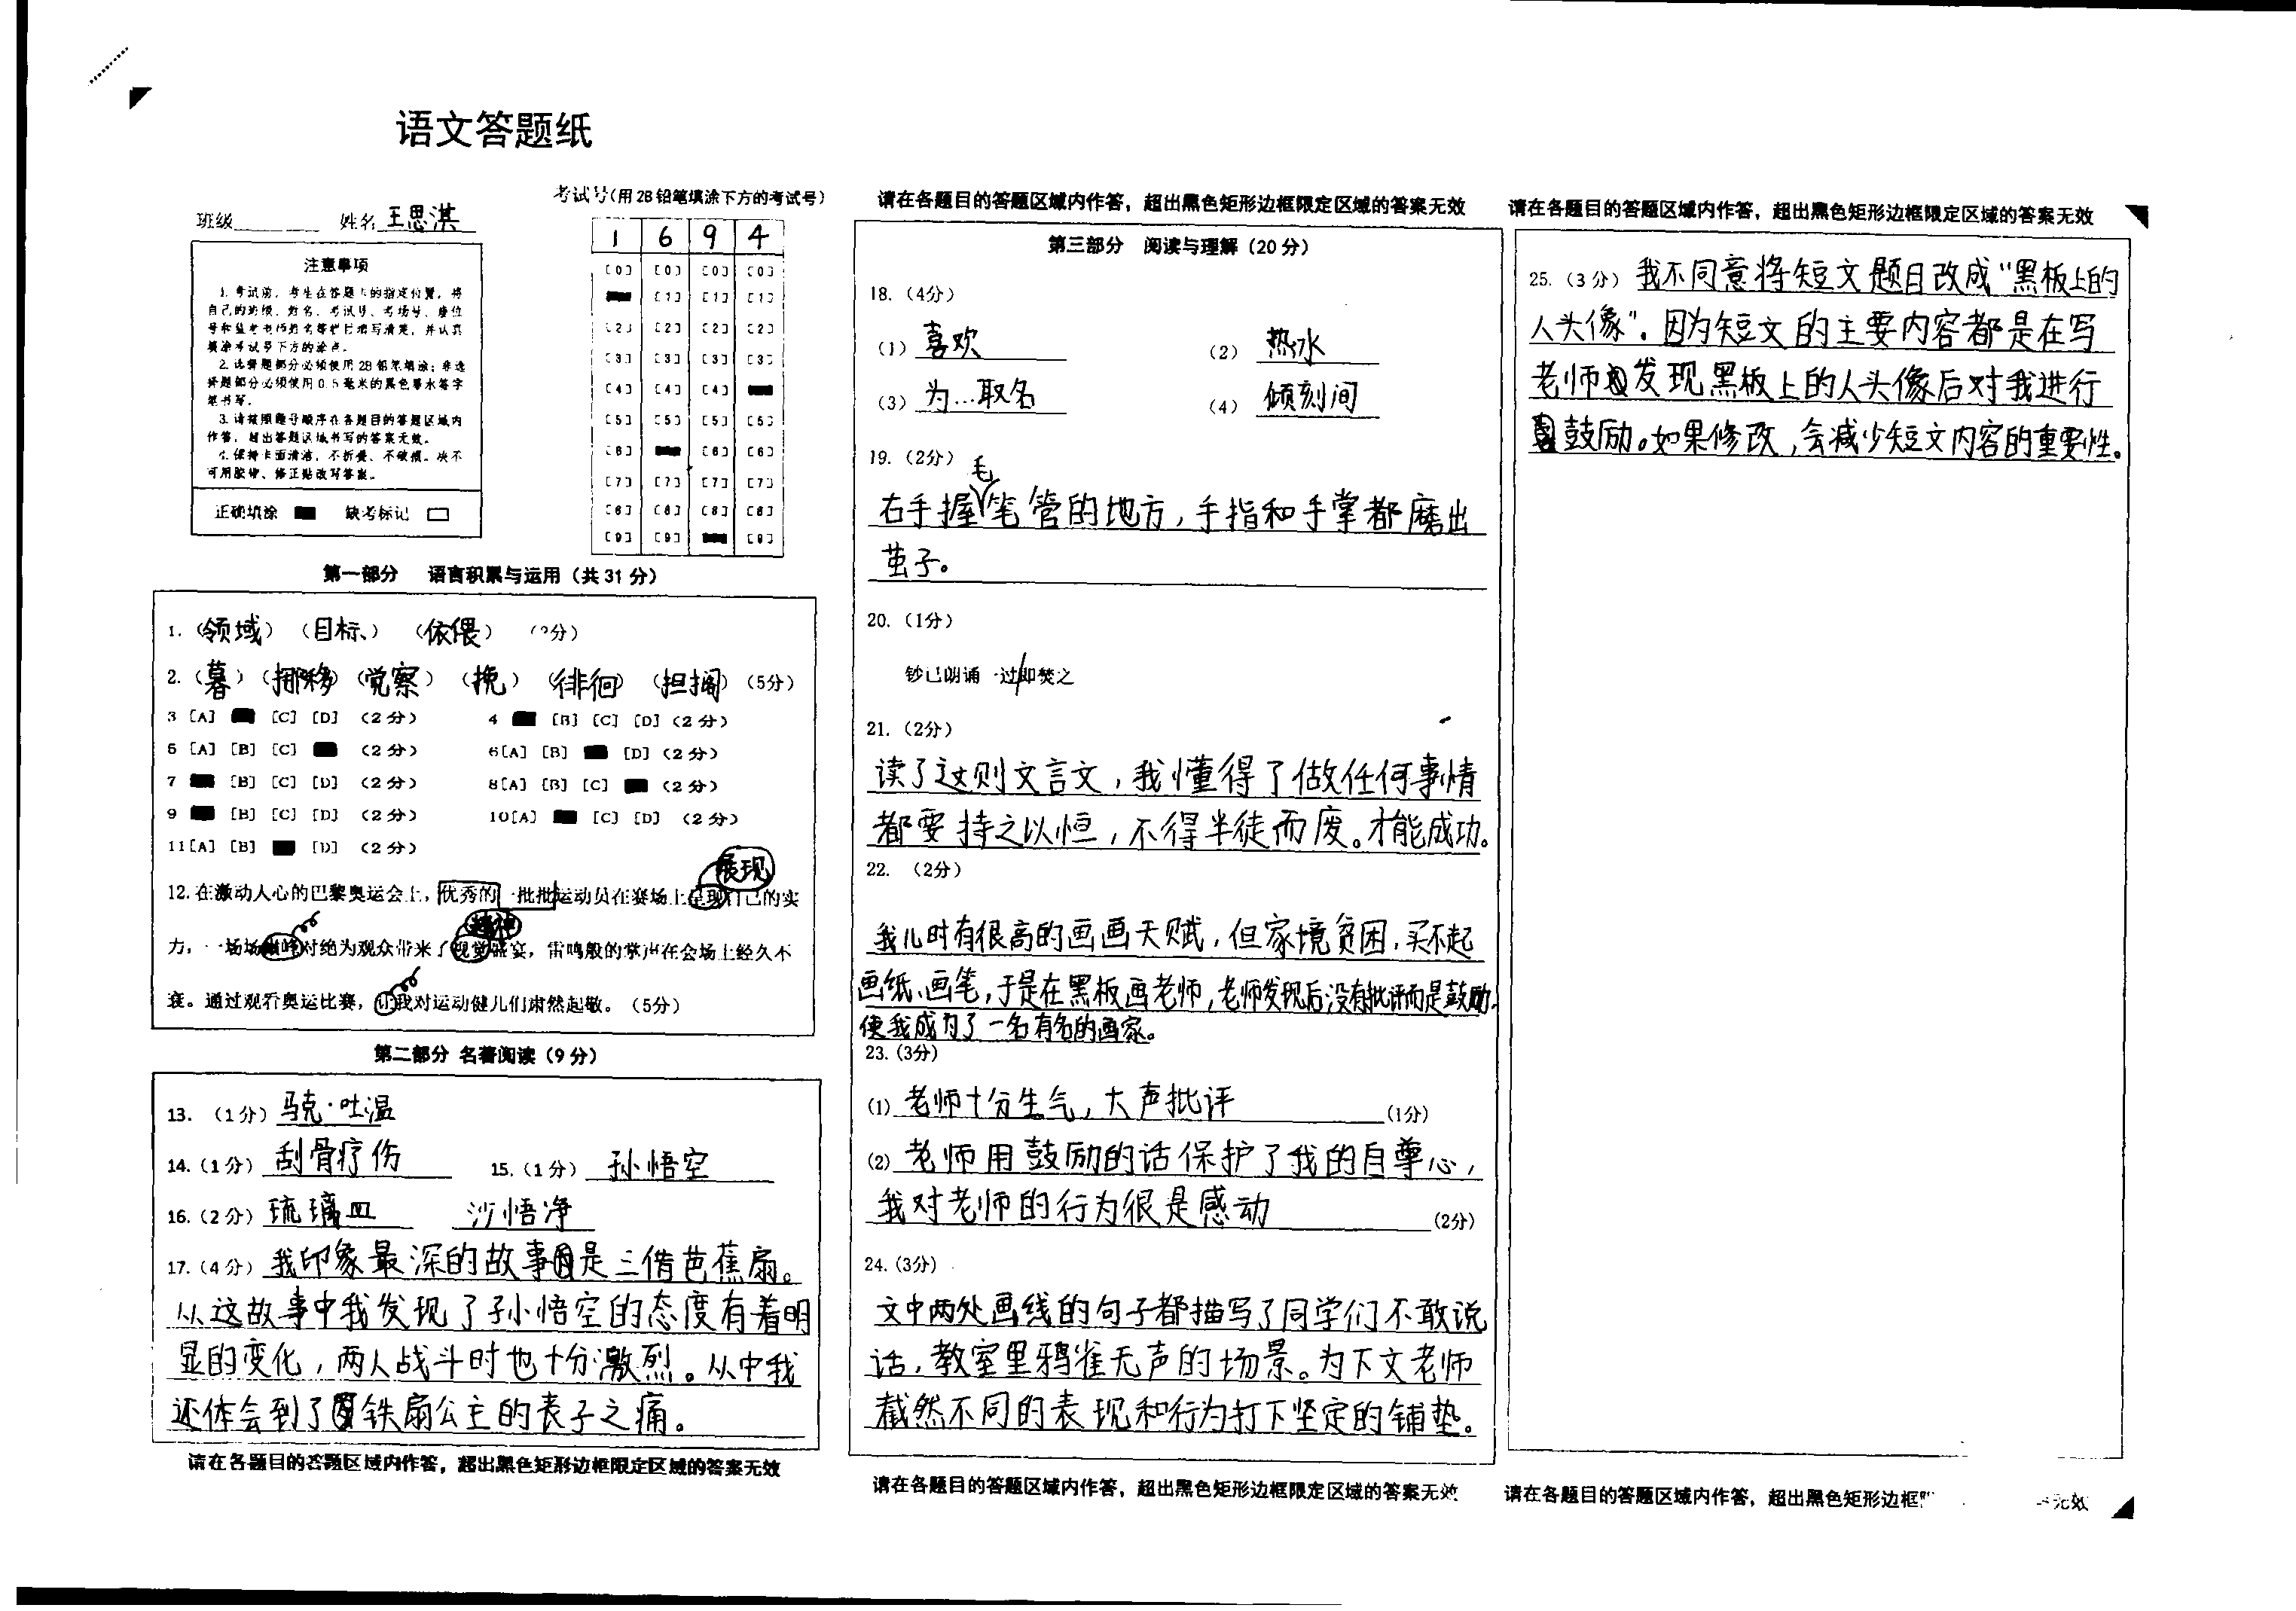 语文答题纸
班级 姓名 王思淇
考试号(用2B铅笔填涂下方的考试号)
1 6 9 4
[0] [0] [0] [0]
[1] [1] [1]
[2] [2] [2] [2]
[3] [3] [3] [3]
[4] [4] [4]
[5] [5] [5] [5]
[6] [6] [6]
[7] [7] [7] [7]
[8] [8] [8] [8]
[9] [9] [9]
注意事项
1. 考试前，考生在答题卡的指定位置，将
自己的班级、姓名、考试号、考场号、座位
号和监考老师姓名等栏目填写清楚，并认真
填涂考试号下方的涂点。
2. 选择题部分必须使用2B铅笔填涂；非选
择题部分必须使用0.5毫米的黑色墨水签字
笔书写。
3. 请按照题号顺序在各题目的答题区域内
作答，超出答题区域书写的答案无效。
4. 保持卡面清洁，不折叠、不破损。决不
可用胶带、修正贴改写答案。
正确填涂 缺考标记
第一部分 语言积累与运用（共31分）
1.（领域）（目标）（依偎）（2分）
2.（暮）（挪移）（觉察）（挽）（徘徊）（担搁）（5分）
3 [A] [C] [D] （2分） 4 [B] [C] [D]（2分）
5 [A] [B] [C] （2分） 6[A] [B] [D]（2分）
7 [B] [C] [D] （2分） 8[A] [B] [C] （2分）
9 [B] [C] [D] （2分） 10[A] [C] [D] （2分）
11[A] [B] [D] （2分）
展现
12.在激动人心的巴黎奥运会上，优秀的一批批运动员在赛场上呈现自己的实
精神
力，一场场巅峰对绝为观众带来了视觉盛宴，雷鸣般的掌声在会场上经久不
衰。通过观看奥运比赛，让我对运动健儿们肃然起敬。（5分）
第二部分 名著阅读（9分）
13. （1分）马克·吐温
14.（1分）刮骨疗伤 15.（1分）孙悟空
16.（2分）琉璃皿 沙悟净
17.（4分）我印象最深的故事是三借芭蕉扇。
从这故事中我发现了孙悟空的态度有着明
显的变化，两人战斗时也十分激烈。从中我
还体会到了铁扇公主的丧子之痛。
请在各题目的答题区域内作答，超出黑色矩形边框限定区域的答案无效
请在各题目的答题区域内作答，超出黑色矩形边框限定区域的答案无效
第三部分 阅读与理解（20分）
18.（4分）
（1）喜欢 （2）热水
（3）为…取名 （4）倾刻间
19.（2分）
毛
右手握笔管的地方，手指和手掌都磨出
茧子。
20.（1分）
钞已朗诵一过/即焚之
21.（2分）
读了这则文言文，我懂得了做任何事情
都要持之以恒，不得半徒而废。才能成功。
22. （2分）
我儿时有很高的画画天赋，但家境贫困，买不起
画纸、画笔，于是在黑板画老师，老师发现后没有批评而是鼓励，
使我成为了一名有名的画家。
23.（3分）
（1）老师十分生气，大声批评（1分）
（2）老师用鼓励的话保护了我的自尊心，
我对老师的行为很是感动（2分）
24.（3分）
文中两处画线的句子都描写了同学们不敢说
话，教室里鸦雀无声的场景。为下文老师
截然不同的表现和行为打下坚定的铺垫。
请在各题目的答题区域内作答，超出黑色矩形边框限定区域的答案无效
请在各题目的答题区域内作答，超出黑色矩形边框限定区域的答案无效
25.（3分）我不同意将短文题目改成“黑板上的
人头像”。因为短文的主要内容都是在写
老师发现黑板上的人头像后对我进行
鼓励。如果修改，会减少短文内容的重要性。
请在各题目的答题区域内作答，超出黑色矩形边框 无效